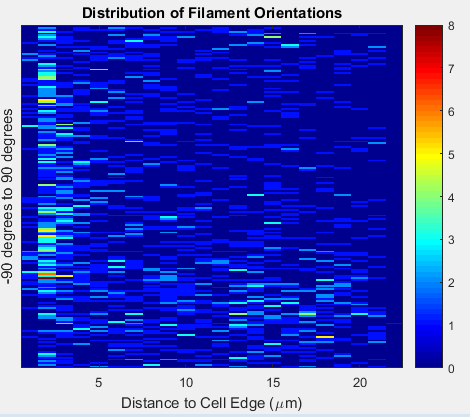 Distribution of Filament Orientations
-90 degrees to 90 degrees
8
7
6
5
4
3
2
1
0
5 10 15 20
Distance to Cell Edge (μm)